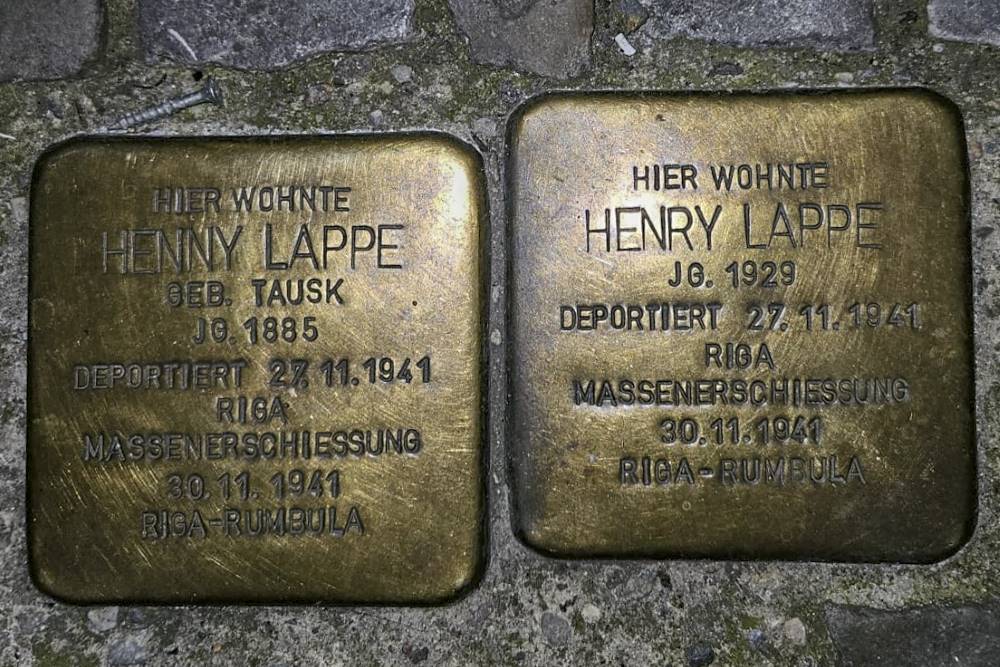 HIER WOHNTE
HENNY LAPPE
GEB. TAUSK
JG. 1885
DEPORTIERT 27. 11. 1941
RIGA
MASSENERSCHIESSUNG
30. 11. 1941
RIGA-RUMBULA
HIER WOHNTE
HENRY LAPPE
JG. 1929
DEPORTIERT 27. 11. 1941
RIGA
MASSENERSCHIESSUNG
30. 11. 1941
RIGA-RUMBULA